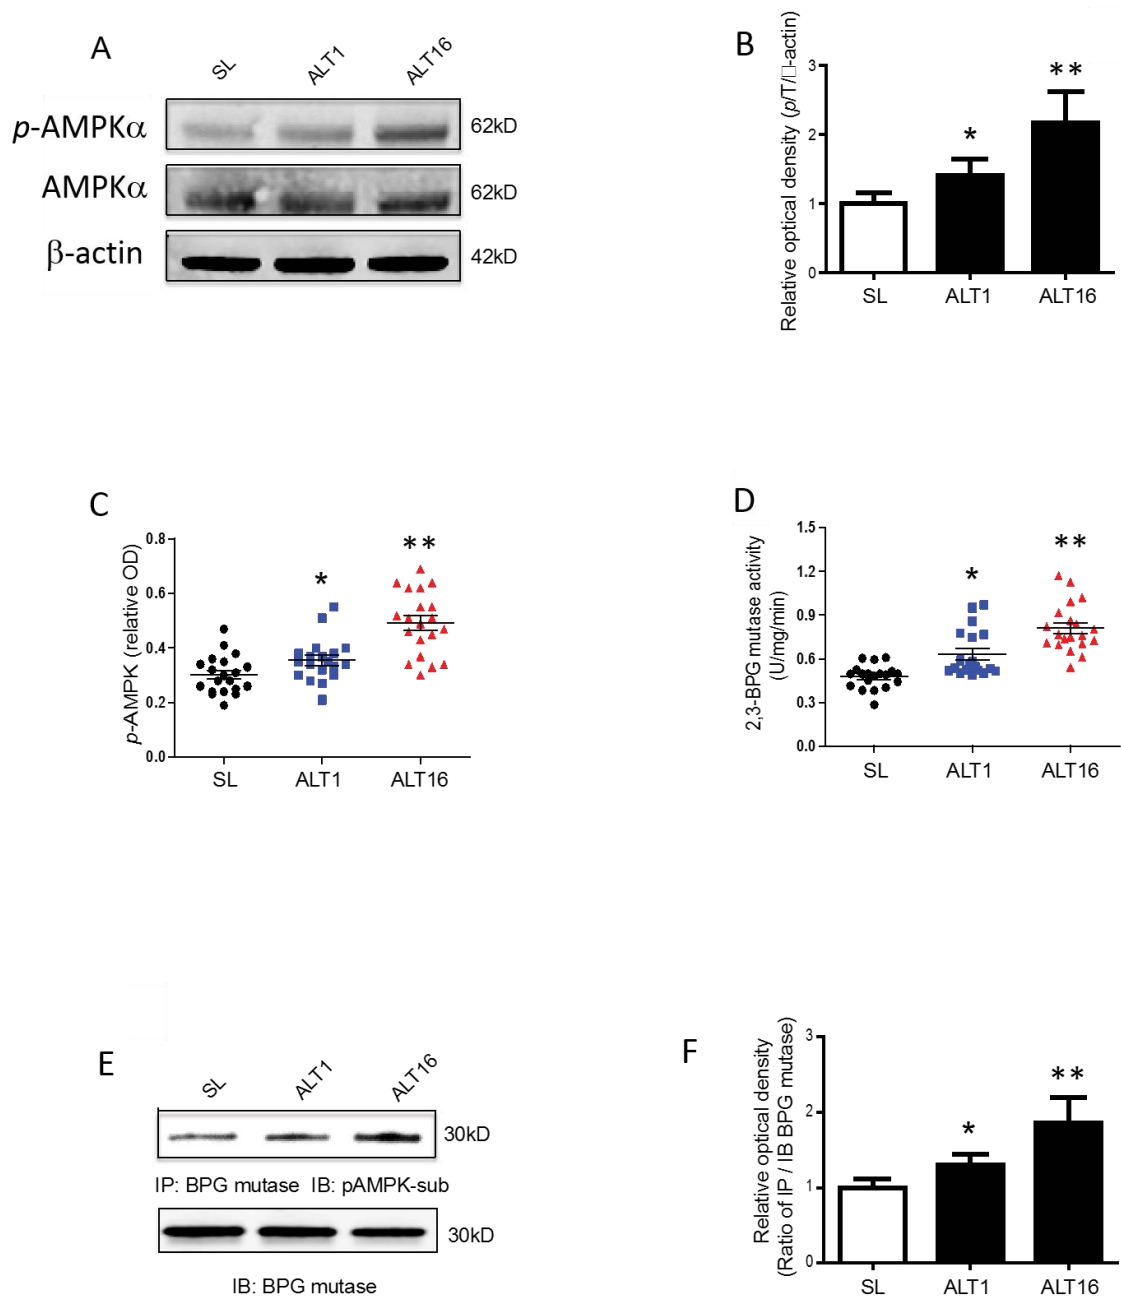 A
SL ALT1 ALT16
p-AMPKα 62kD
AMPKα 62kD
β-actin 42kD
B
Relative optical density (p/T/□-actin)
3
2
1
0
* **
SL ALT1 ALT16
C
p-AMPK (relative OD)
0.8
0.6
0.4
0.2
0.0
* **
SL ALT1 ALT16
D
2,3-BPG mutase activity
(U/mg/min)
1.5
1.2
0.9
0.6
0.3
0.0
* **
SL ALT1 ALT16
E
SL ALT1 ALT16
30kD
IP: BPG mutase IB: pAMPK-sub
30kD
IB: BPG mutase
F
Relative optical density
(Ratio of IP / IB BPG mutase)
3
2
1
0
* **
SL ALT1 ALT16